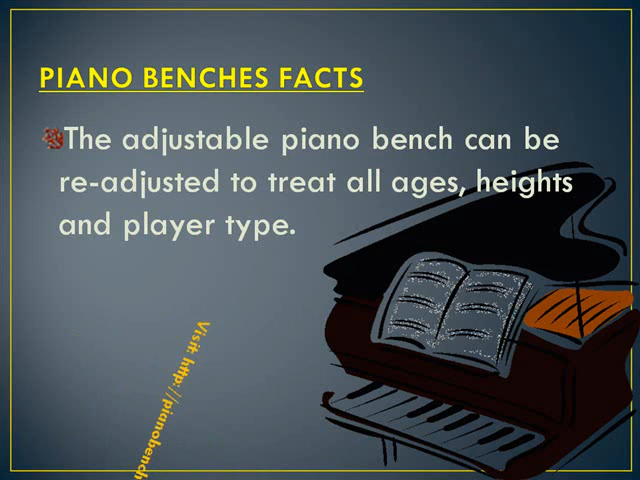 PIANO BENCHES FACTS
The adjustable piano bench can be
re-adjusted to treat all ages, heights
and player type.
Visit: http://pianobench